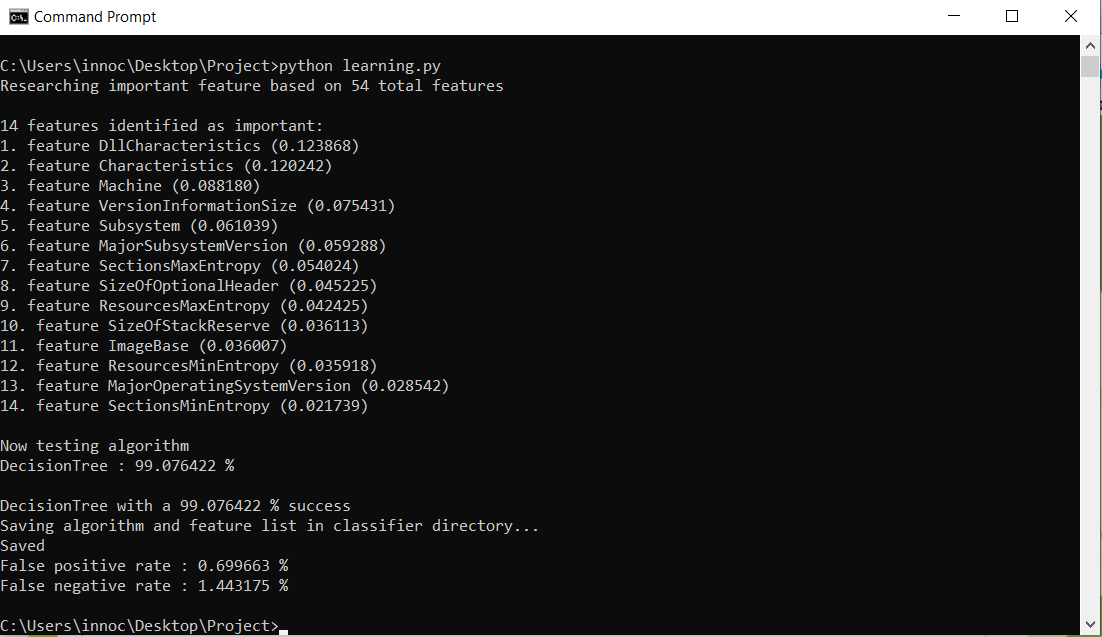 Command Prompt
C:\Users\innoc\Desktop\Project>python learning.py
Researching important feature based on 54 total features
14 features identified as important:
1. feature DllCharacteristics (0.123868)
2. feature Characteristics (0.120242)
3. feature Machine (0.088180)
4. feature VersionInformationSize (0.075431)
5. feature Subsystem (0.061039)
6. feature MajorSubsystemVersion (0.059288)
7. feature SectionsMaxEntropy (0.054024)
8. feature SizeOfOptionalHeader (0.045225)
9. feature ResourcesMaxEntropy (0.042425)
10. feature SizeOfStackReserve (0.036113)
11. feature ImageBase (0.036007)
12. feature ResourcesMinEntropy (0.035918)
13. feature MajorOperatingSystemVersion (0.028542)
14. feature SectionsMinEntropy (0.021739)
Now testing algorithm
DecisionTree : 99.076422 %
DecisionTree with a 99.076422 % success
Saving algorithm and feature list in classifier directory...
Saved
False positive rate : 0.699663 %
False negative rate : 1.443175 %
C:\Users\innoc\Desktop\Project>